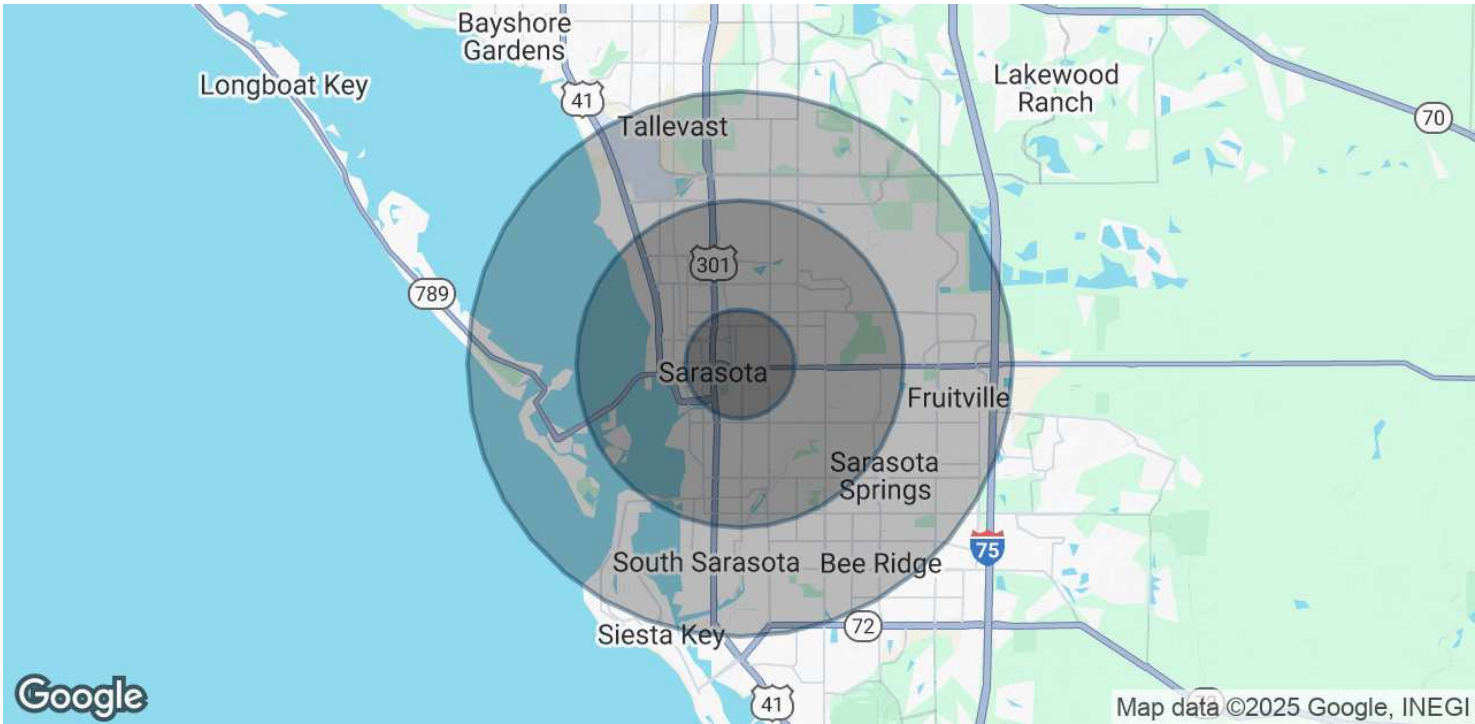 Bayshore
Gardens
Longboat Key
41
Tallevast
Lakewood
Ranch
70
301
789
Sarasota
Fruitville
Sarasota
Springs
75
South Sarasota
Bee Ridge
Siesta Key
72
41
Google
Map data ©2025 Google, INEGI